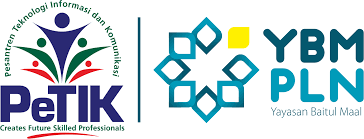 Pesantren Teknologi Informasi dan Komunikasi
PeTIK
Creates Future Skilled Professionals
YBM
PLN
Yayasan Baitul Maal